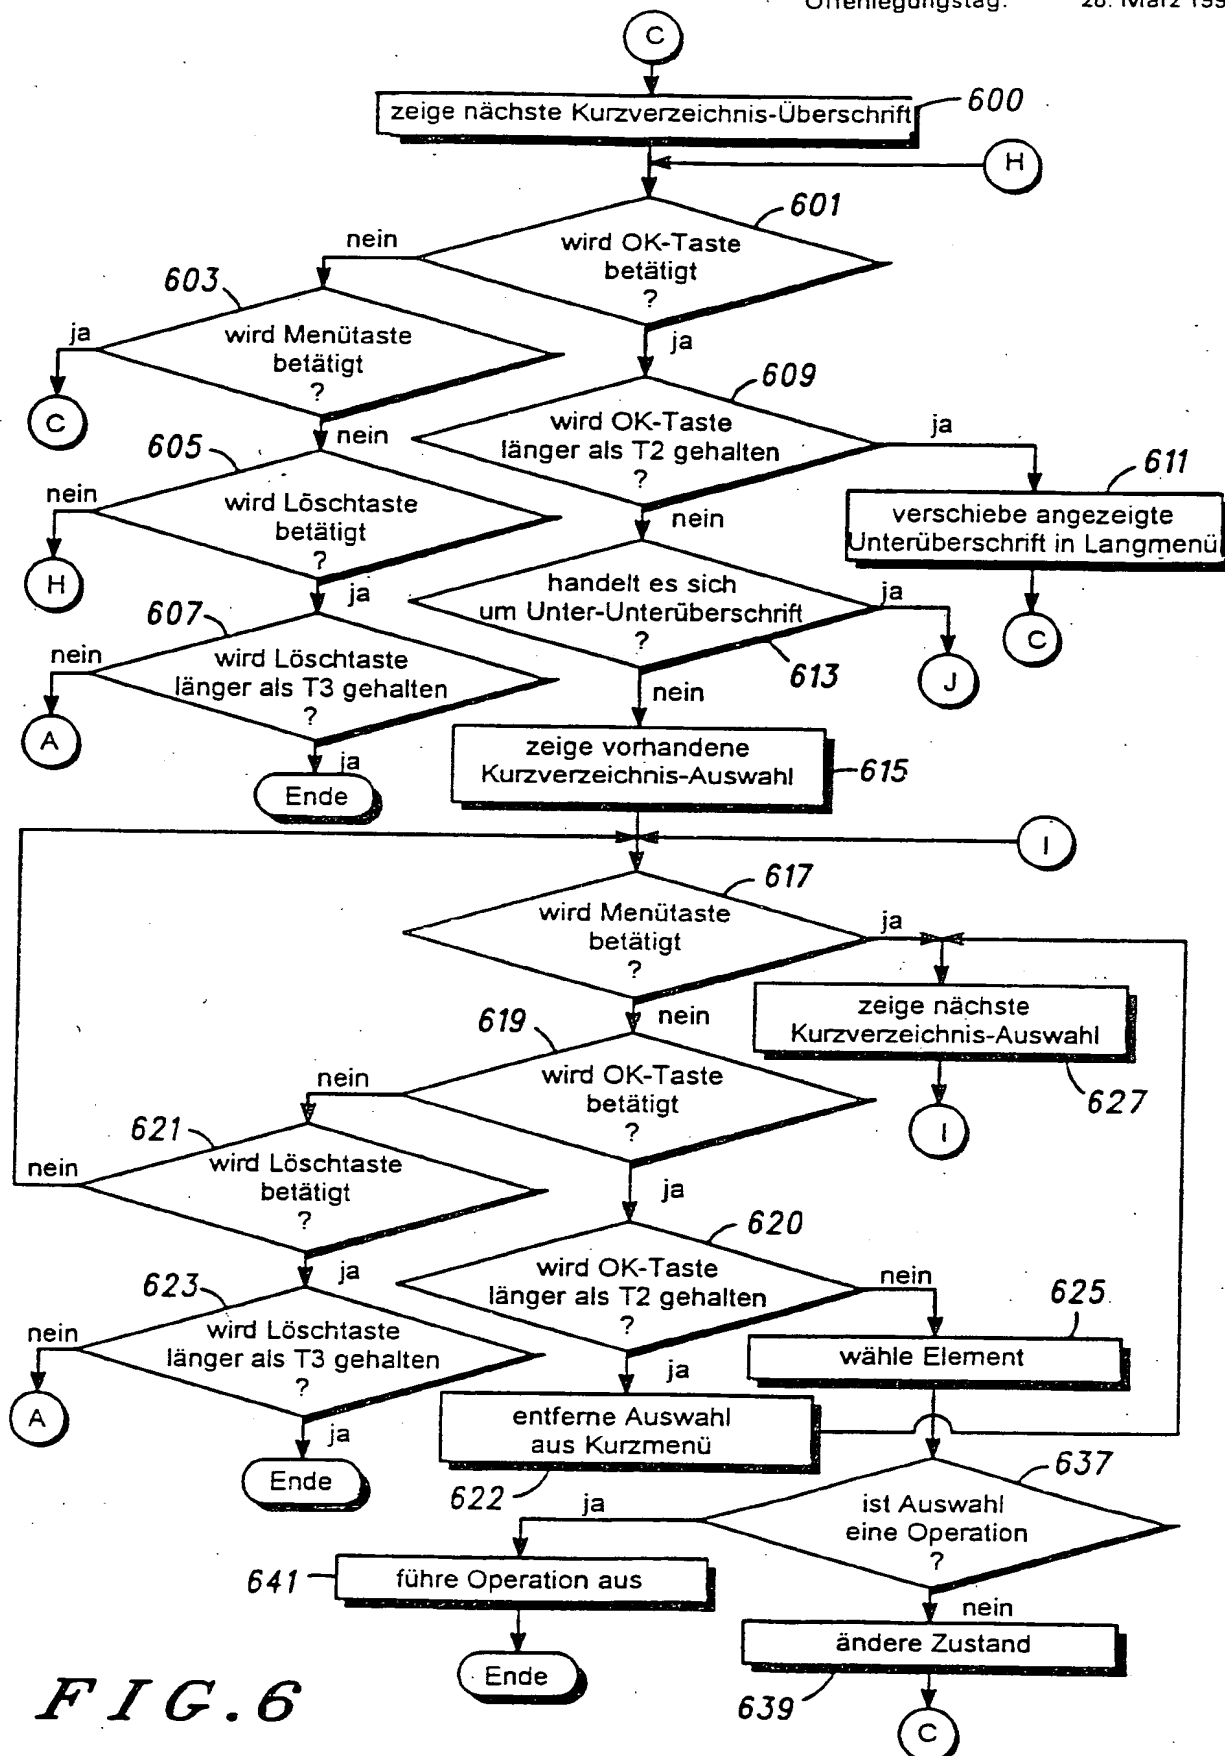 Offenlegungstag:
28. März 199
C
zeige nächste Kurzverzeichnis-Überschrift
600
H
601
wird OK-Taste
betätigt
?
nein
ja
603
wird Menütaste
betätigt
?
ja
C
nein
609
wird OK-Taste
länger als T2 gehalten
?
ja
nein
611
verschiebe angezeigte
Unterüberschrift in Langmenü
C
605
wird Löschtaste
betätigt
?
nein
H
ja
handelt es sich
um Unter-Unterüberschrift
?
ja
613
J
nein
607
wird Löschtaste
länger als T3 gehalten
?
nein
A
ja
Ende
zeige vorhandene
Kurzverzeichnis-Auswahl
615
I
617
wird Menütaste
betätigt
?
ja
nein
zeige nächste
Kurzverzeichnis-Auswahl
627
I
619
wird OK-Taste
betätigt
?
nein
ja
621
wird Löschtaste
betätigt
?
nein
ja
620
wird OK-Taste
länger als T2 gehalten
?
nein
ja
625
wähle Element
623
wird Löschtaste
länger als T3 gehalten
?
nein
A
ja
Ende
entferne Auswahl
aus Kurzmenü
622
637
ist Auswahl
eine Operation
?
ja
nein
641
führe Operation aus
Ende
ändere Zustand
639
C
FIG.6